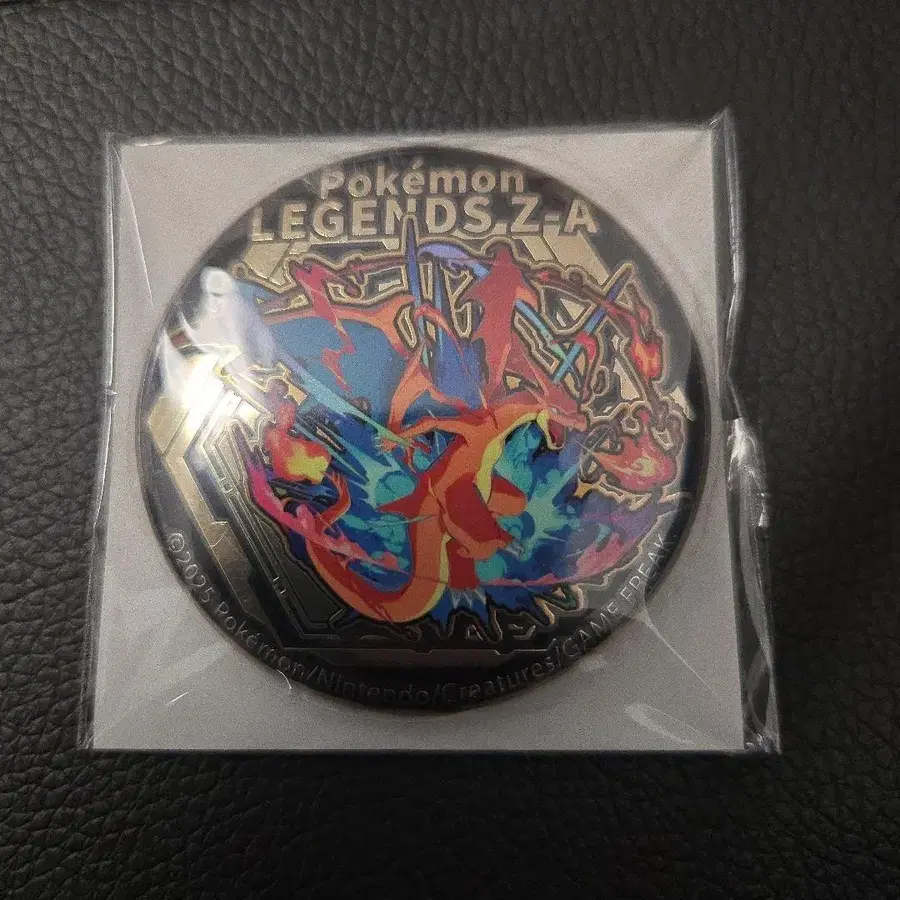 Pokémon
LEGENDS Z-A
©2025 Pokémon/Nintendo/Creatures/GAME FREAK